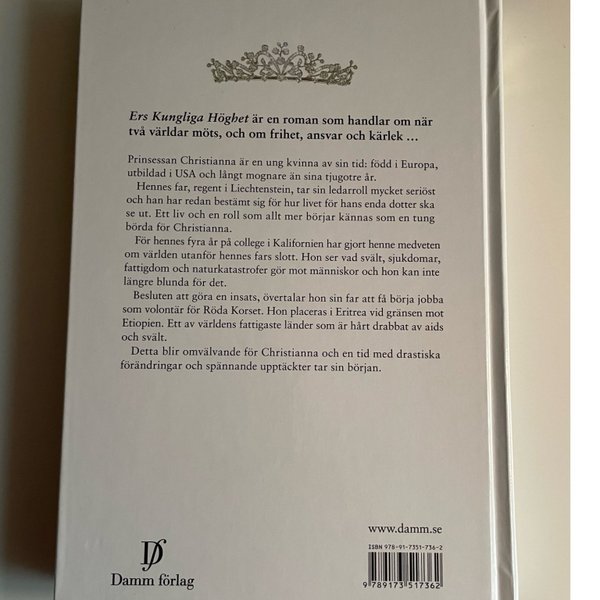 Ers Kungliga Höghet är en roman som handlar om när
två världar möts, och om frihet, ansvar och kärlek ...
Prinsessan Christianna är en ung kvinna av sin tid: född i Europa,
utbildad i USA och långt mognare än sina tjugotre år.
Hennes far, regent i Liechtenstein, tar sin ledarroll mycket seriöst
och han har redan bestämt sig för hur livet för hans enda dotter ska
se ut. Ett liv och en roll som allt mer börjar kännas som en tung
börda för Christianna.
För hennes fyra år på college i Kalifornien har gjort henne medveten
om världen utanför hennes fars slott. Hon ser vad svält, sjukdomar,
fattigdom och naturkatastrofer gör mot människor och hon kan inte
längre blunda för det.
Besluten att göra en insats, övertalar hon sin far att få börja jobba
som volontär för Röda Korset. Hon placeras i Eritrea vid gränsen mot
Etiopien. Ett av världens fattigaste länder som är hårt drabbat av aids
och svält.
Detta blir omvälvande för Christianna och en tid med drastiska
förändringar och spännande upptäckter tar sin början.
www.damm.se
ISBN 978-91-7351-736-2
9 789173 517362
Df
Damm förlag